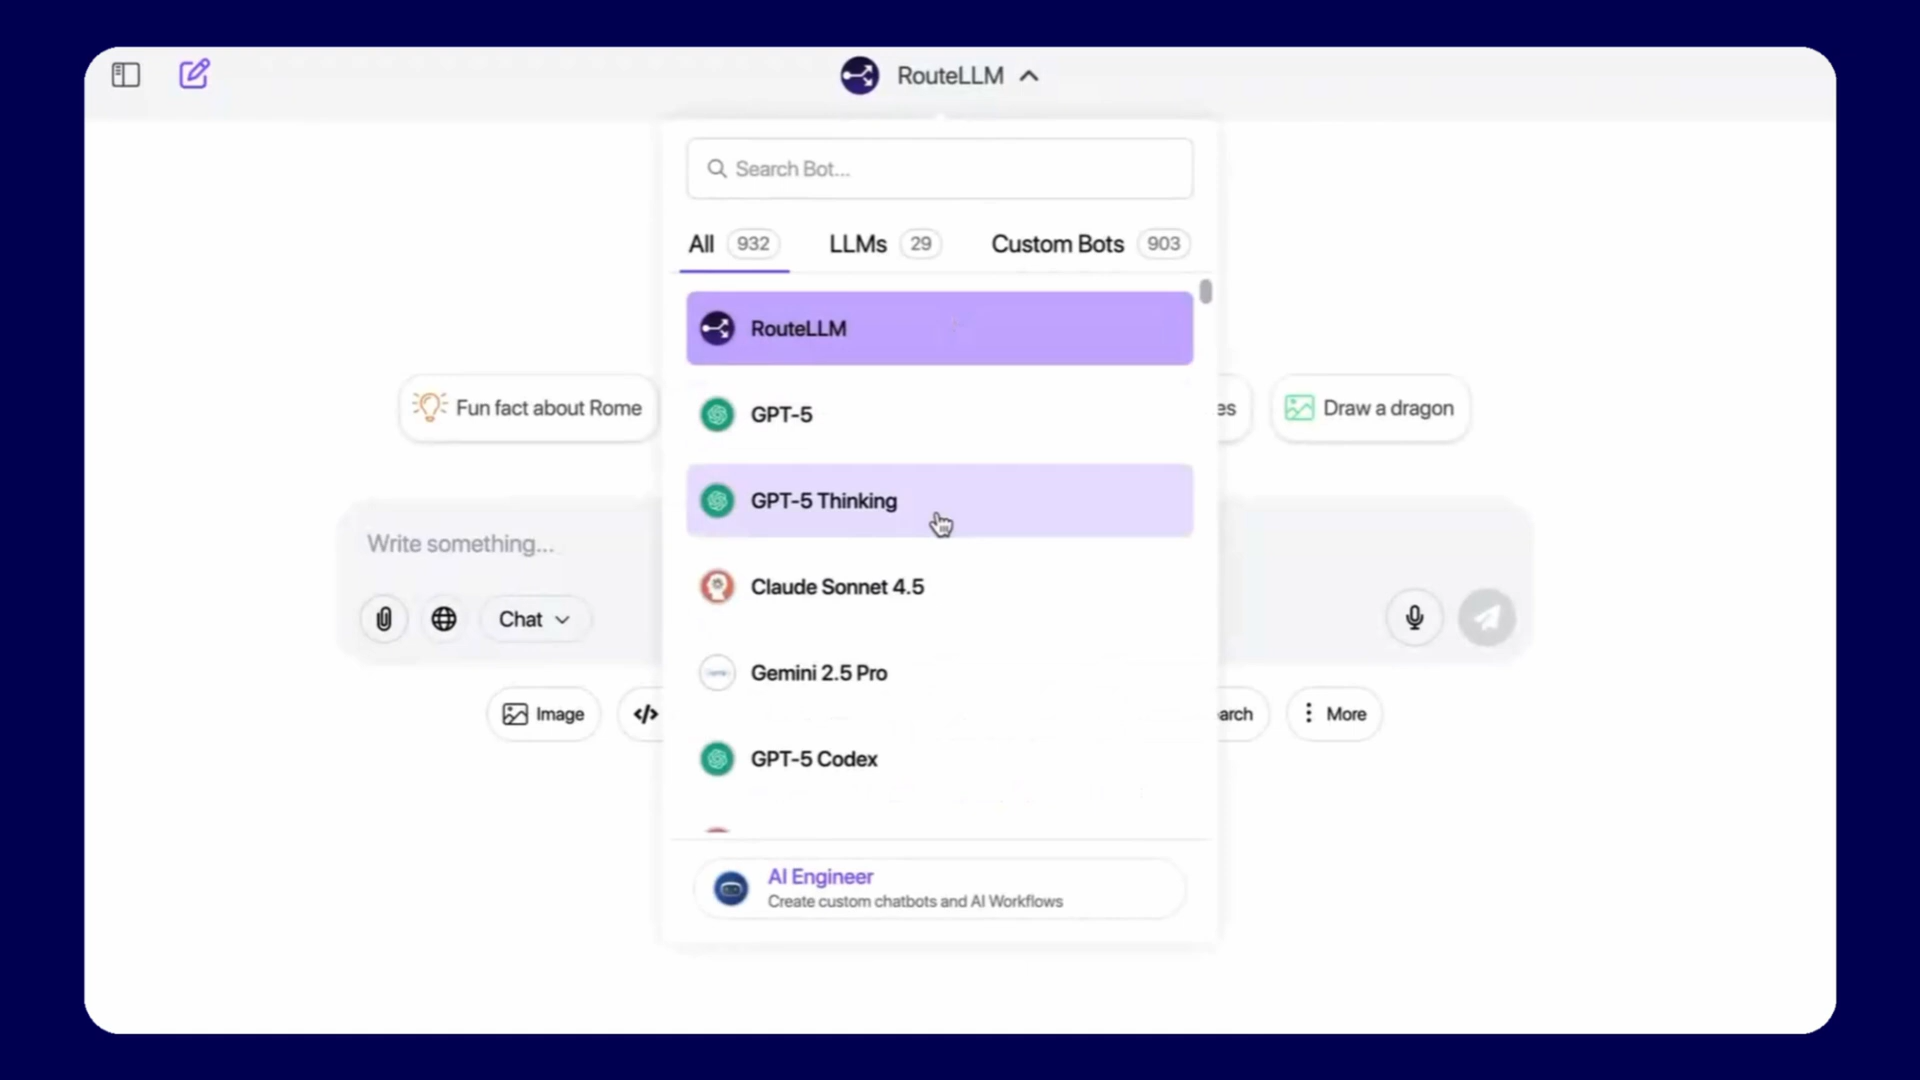 RouteLLM
Search Bot...
All 932 LLMs 29 Custom Bots 903
RouteLLM
GPT-5
Fun fact about Rome
es
Draw a dragon
GPT-5 Thinking
Write something...
Claude Sonnet 4.5
Chat
Gemini 2.5 Pro
Image
arch
More
GPT-5 Codex
AI Engineer
Create custom chatbots and AI Workflows